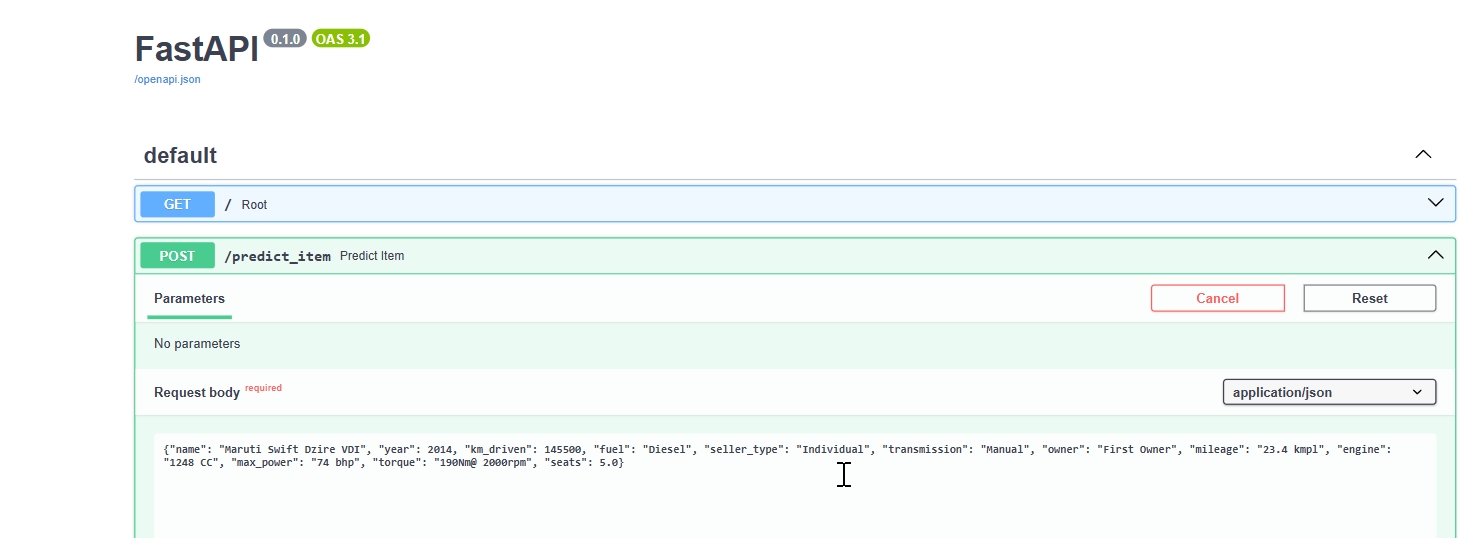 FastAPI 0.1.0 OAS 3.1
/openapi.json
default
GET / Root
POST /predict_item Predict Item
Parameters Cancel Reset
No parameters
Request body required application/json
{"name": "Maruti Swift Dzire VDI", "year": 2014, "km_driven": 145500, "fuel": "Diesel", "seller_type": "Individual", "transmission": "Manual", "owner": "First Owner", "mileage": "23.4 kmpl", "engine":
"1248 CC", "max_power": "74 bhp", "torque": "190Nm@ 2000rpm", "seats": 5.0}